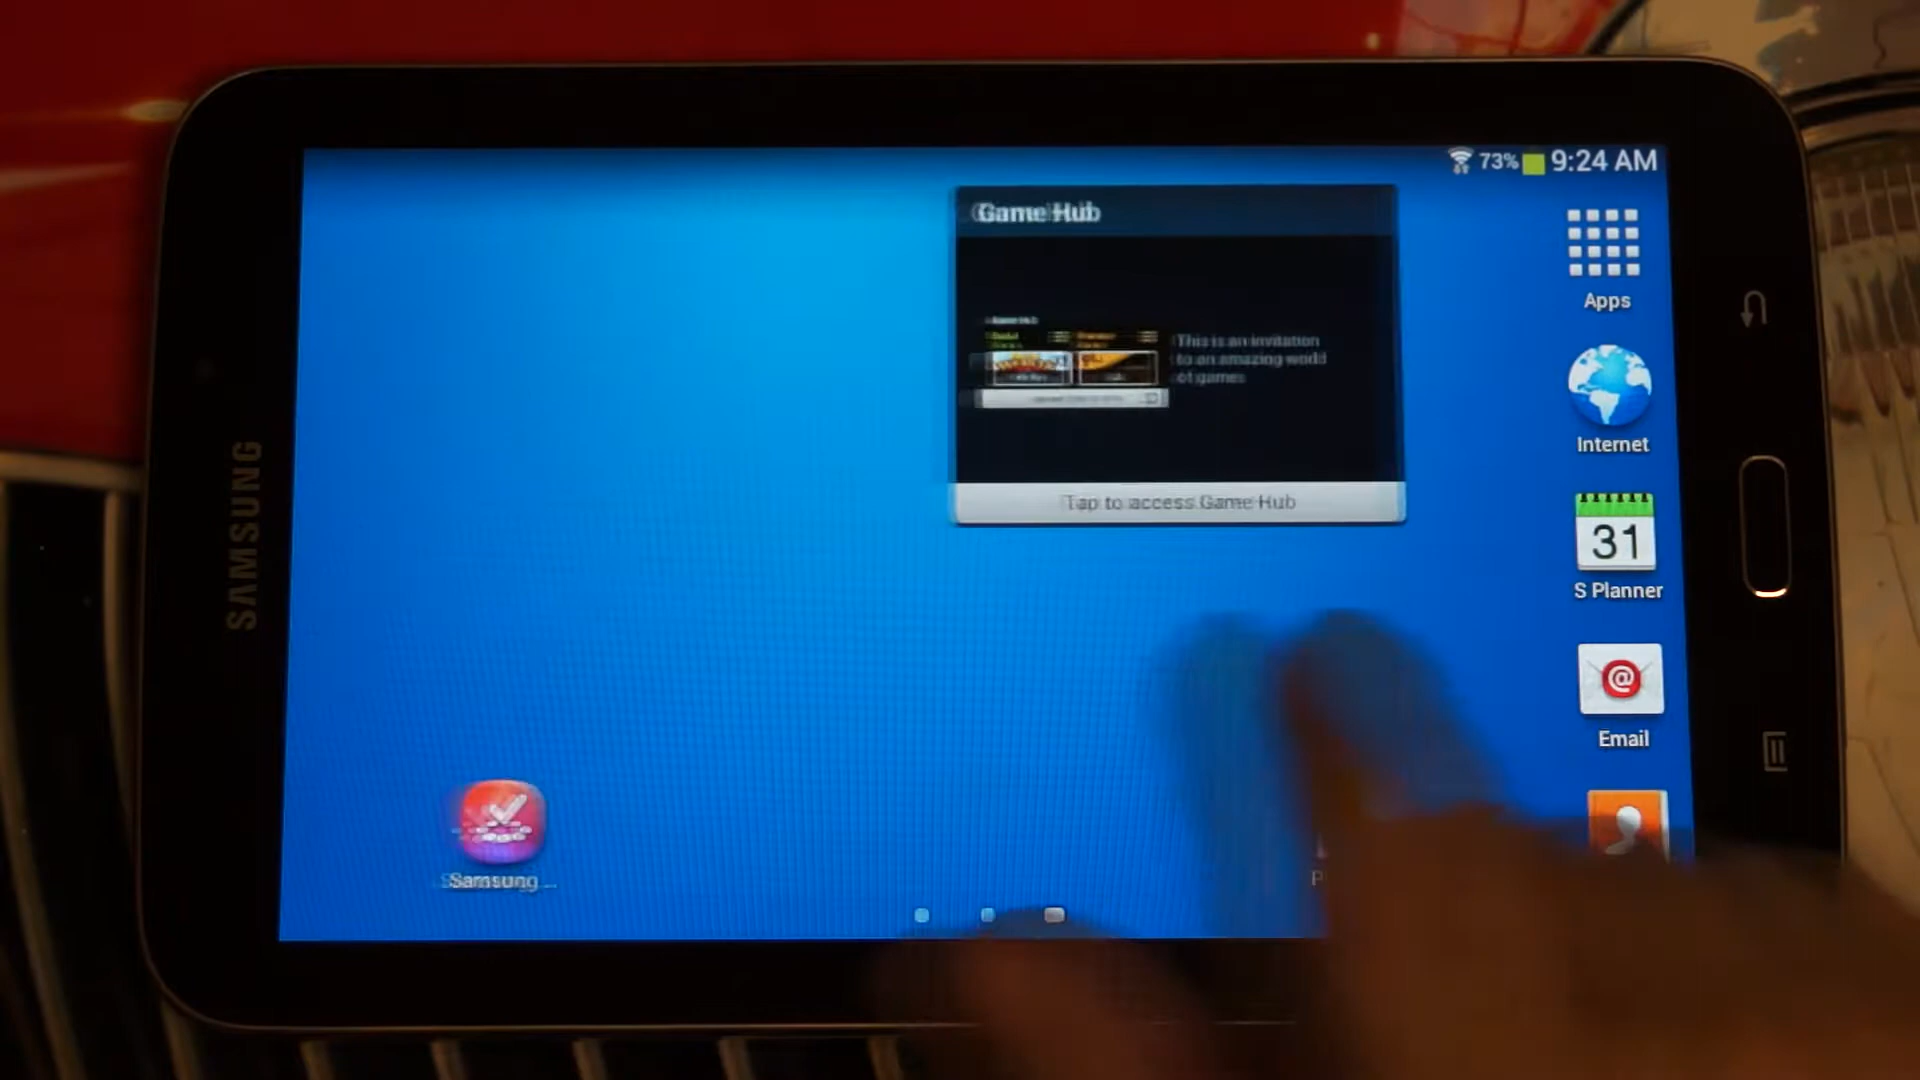 73% 9:24 AM
Game Hub
This is an invitation
to an amazing world
of games
Tap to access Game Hub
Apps
Internet
31
S Planner
@
Email
Samsung...
SAMSUNG